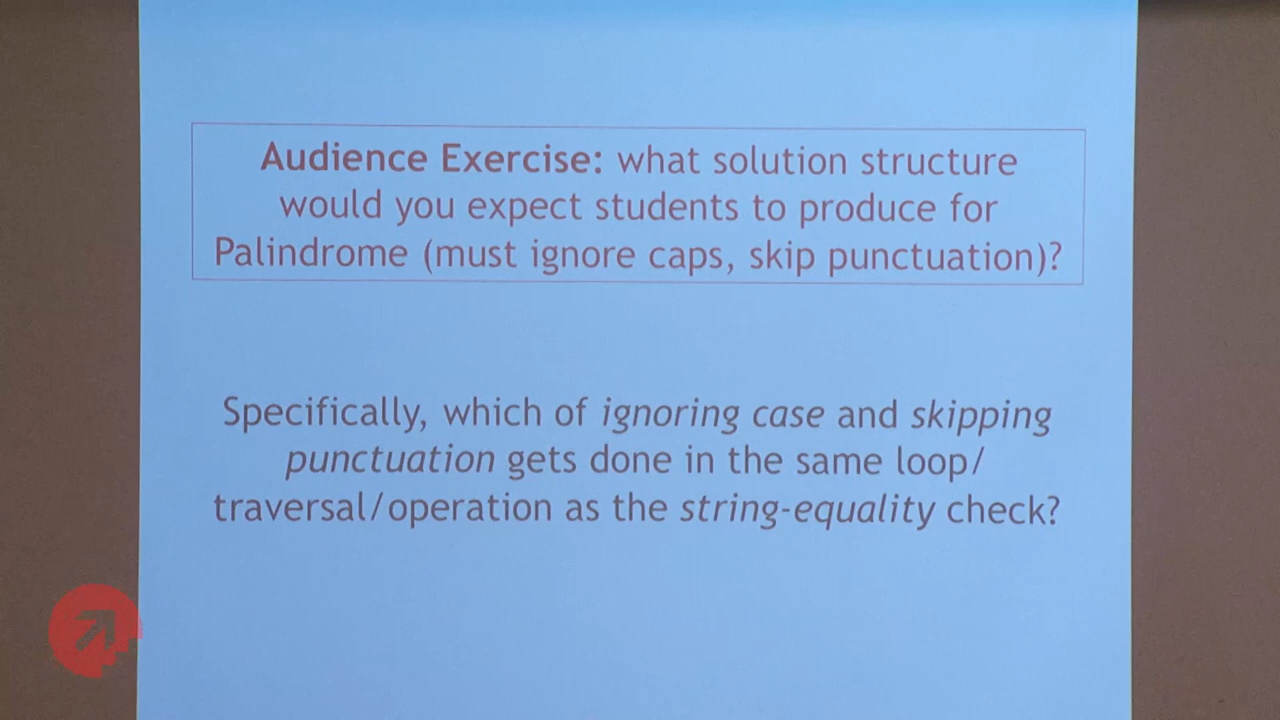 Audience Exercise: what solution structure
would you expect students to produce for
Palindrome (must ignore caps, skip punctuation)?
Specifically, which of ignoring case and skipping
punctuation gets done in the same loop/
traversal/operation as the string-equality check?